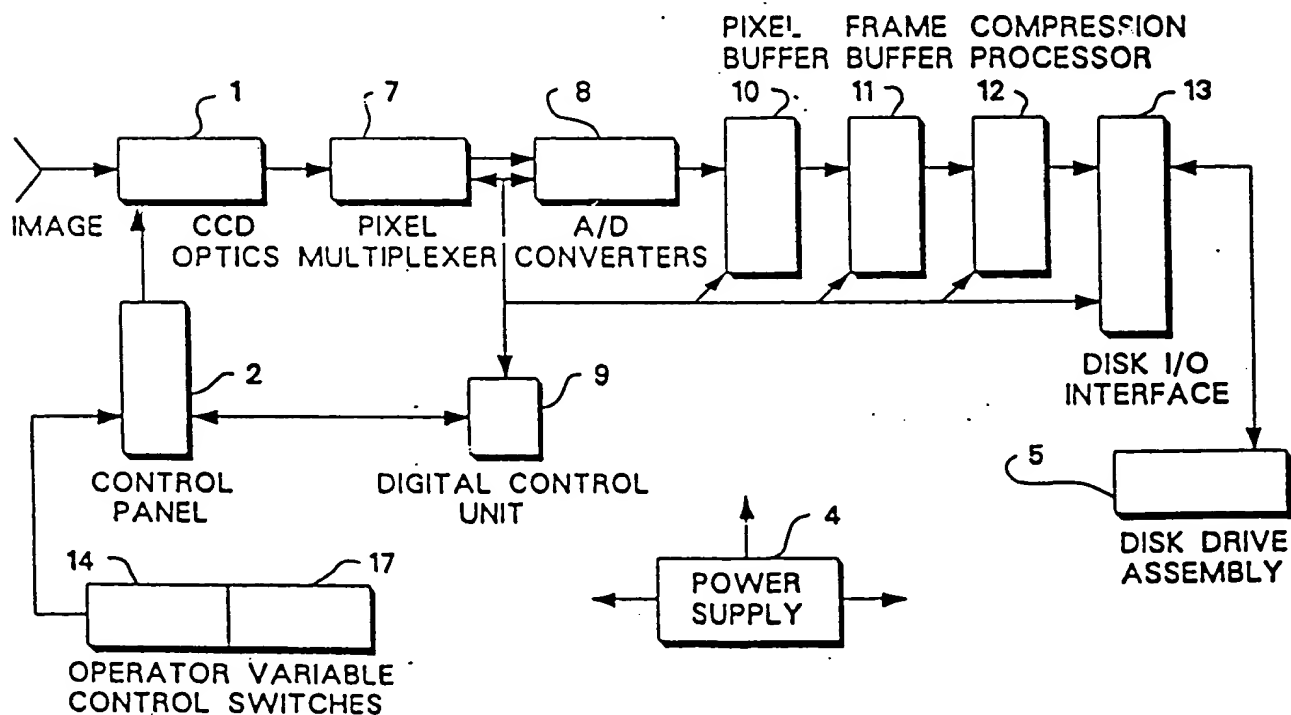 PIXEL FRAME COMPRESSION
BUFFER BUFFER PROCESSOR
1
7
8
10
11
12
13
IMAGE
CCD
OPTICS
PIXEL
MULTIPLEXER
A/D
CONVERTERS
2
9
DISK I/O
INTERFACE
CONTROL
PANEL
DIGITAL CONTROL
UNIT
5
4
DISK DRIVE
ASSEMBLY
14
17
POWER
SUPPLY
OPERATOR VARIABLE
CONTROL SWITCHES